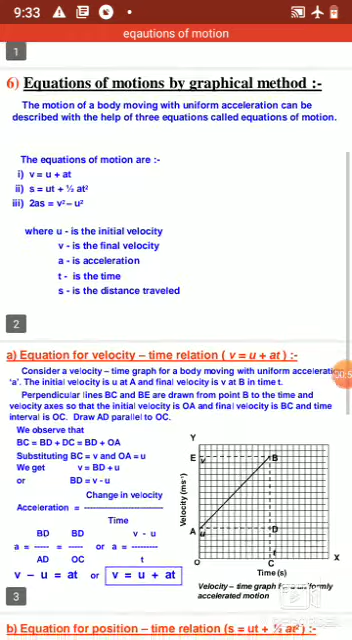 9:33
eqautions of motion
1
6) Equations of motions by graphical method :-
The motion of a body moving with uniform acceleration can be
described with the help of three equations called equations of motion.
The equations of motion are :-
i) v = u + at
ii) s = ut + ½ at²
iii) 2as = v² – u²
where u - is the initial velocity
v - is the final velocity
a - is acceleration
t - is the time
s - is the distance traveled
2
a) Equation for velocity – time relation ( v = u + at ) :-
Consider a velocity – time graph for a body moving with uniform
'a'. The initial velocity is u at A and final velocity is v at B in time t.
Perpendicular lines BC and BE are drawn from point B to the time and
velocity axes so that the initial velocity is OA and final velocity is BC and time
interval is OC. Draw AD parallel to OC.
We observe that
BC = BD + DC = BD + OA
Substituting BC = v and OA = u
We get v = BD + u
or BD = v - u
Change in velocity
Acceleration = ---------------------------
Time
BD BD v - u
a = ----- = ----- or a = ---------
AD OC t
v – u = at or v = u + at
Y
E v B
Velocity (ms⁻¹)
A u D
t
O C X
Time (s)
Velocity – time graph for uniformly
accelerated motion
3
b) Equation for position – time relation (s = ut + ½ at² ) :-